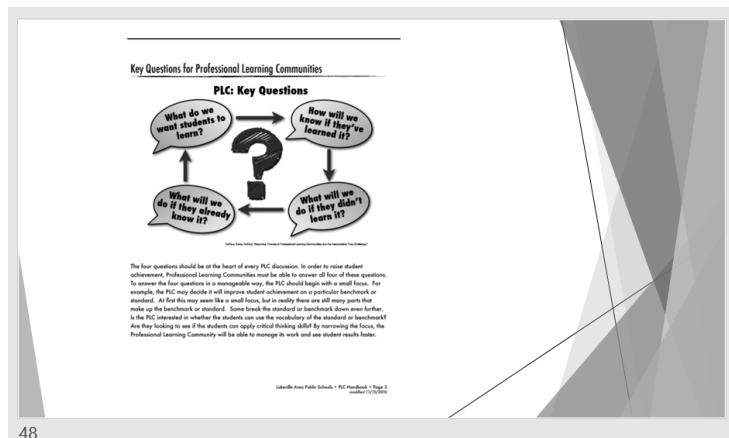 Key Questions for Professional Learning Communities
PLC: Key Questions
What do we
want students to
learn?
How will we
know if they've
learned it?
What will we
do if they already
know it?
What will we
do if they didn't
learn it?
The four questions should be at the heart of every PLC discussion. In order to raise student
achievement, Professional Learning Communities must be able to answer all four of these questions.
To answer the four questions in a manageable way, the PLC should begin with a small focus. For
example, the PLC may decide it will improve student achievement on a particular benchmark or
standard. At first this may seem like a small focus, but in reality there are still many parts that
make up the benchmark or standard. Some break the standard or benchmark down even further.
Is the PLC interested in whether the students can use the vocabulary of the standard or benchmark?
Are they looking to see if the students can apply critical thinking skills? By narrowing the focus, the
Professional Learning Community will be able to manage its work and see student results faster.
Lakeville Area Public Schools • PLC Handbook • Page 5
modified 11/15/2010
48